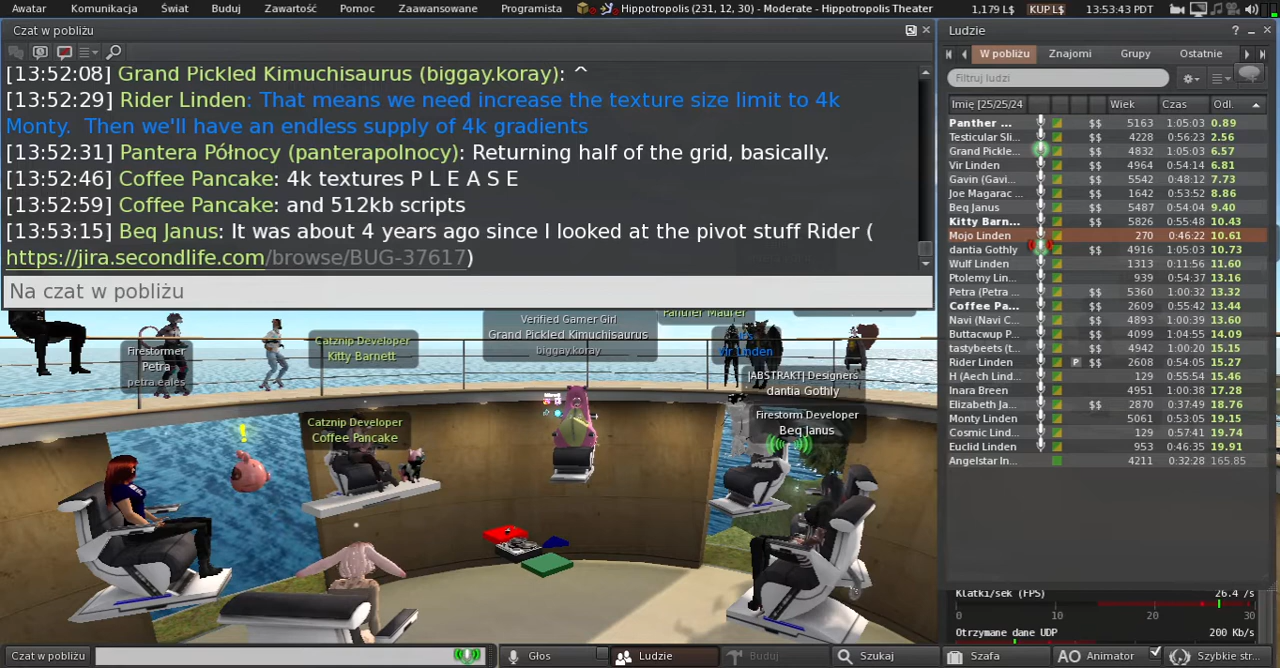 Awatar Komunikacja Świat Buduj Zawartość Pomoc Zaawansowane Programista Hippotropolis (231, 12, 30) - Moderate - Hippotropolis Theater 1,179 L$ KUP L$ 13:53:43 PDT
Czat w pobliżu
[13:52:08] Grand Pickled Kimuchisaurus (biggay.koray): ^
[13:52:29] Rider Linden: That means we need increase the texture size limit to 4k
Monty. Then we'll have an endless supply of 4k gradients
[13:52:31] Pantera Północy (panterapolnocy): Returning half of the grid, basically.
[13:52:46] Coffee Pancake: 4k textures P L E A S E
[13:52:59] Coffee Pancake: and 512kb scripts
[13:53:15] Beq Janus: It was about 4 years ago since I looked at the pivot stuff Rider (
https://jira.secondlife.com/browse/BUG-37617)
Na czat w pobliżu
Firestormer
Petra
petra.eales
Catznip Developer
Kitty Barnett
Verified Gamer Girl
Grand Pickled Kimuchisaurus
biggay.koray
Panther Maurer
Vir Linden
|ABSTRAKT| Designers
dantia Gothly
Firestorm Developer
Beq Janus
Catznip Developer
Coffee Pancake
Ludzie
? _ ×
W pobliżu Znajomi Grupy Ostatnie
Filtruj ludzi
Imię [25/25/24 Wiek Czas Odl.
Panther ... $$ 5163 1:05:03 0.89
Testicular Sli... $$ 4228 0:56:23 2.56
Grand Pickle... $$ 4832 1:05:03 6.57
Vir Linden $$ 4964 0:54:14 6.81
Gavin (Gavi... $$ 5542 0:48:12 7.73
Joe Magarac ... $$ 1642 0:53:52 8.86
Beq Janus $$ 5487 0:54:04 9.40
Kitty Barn... $$ 5826 0:55:48 10.43
Mojo Linden 270 0:46:22 10.61
dantia Gothly $$ 4916 1:05:03 10.73
Wulf Linden 1313 0:11:56 11.60
Ptolemy Lin... 939 0:54:37 13.16
Petra (Petra ... $$ 5360 1:00:32 13.32
Coffee Pa... $$ 2609 0:55:42 13.44
Navi (Navi C... $$ 4893 1:00:39 13.60
Buttacwup P... $$ 4099 1:04:55 14.09
tastybeets (t... $$ 4942 1:00:20 15.15
Rider Linden P $$ 2608 0:54:05 15.27
H (Aech Lind... 129 0:55:54 15.46
Inara Breen 4951 1:00:38 17.28
Elizabeth Ja... $$ 2870 0:37:49 18.76
Monty Linden 5061 0:53:05 19.15
Cosmic Lind... 129 0:57:41 19.74
Euclid Linden 953 0:46:35 19.91
Angelstar In... 4211 0:32:28 165.85
Klatki/sek (FPS) 26.4 /s
0 10 20 30
Otrzymane dane UDP 200 Kb/s
Czat w pobliżu Głos Ludzie Buduj Szukaj Szafa AO Animator Szybkie str...